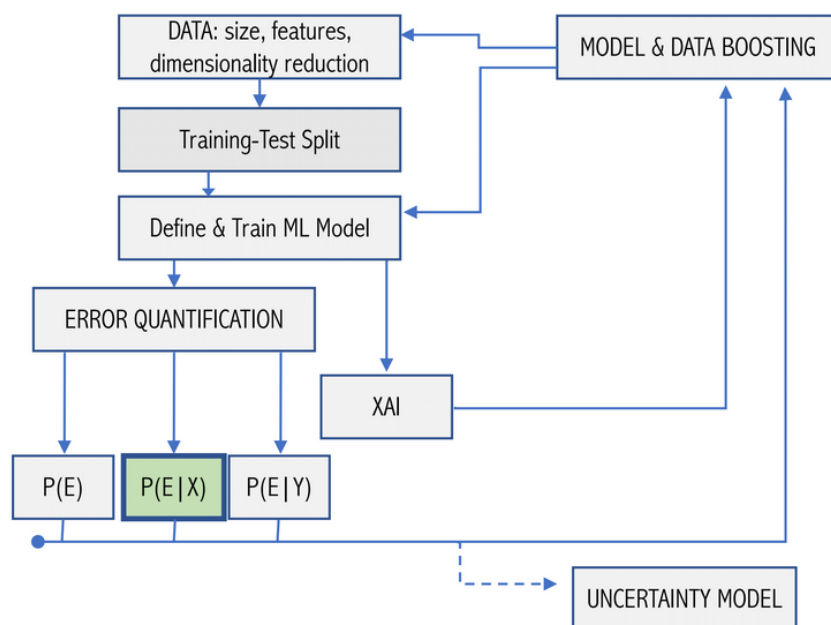 DATA: size, features,
dimensionality reduction
MODEL & DATA BOOSTING
Training-Test Split
Define & Train ML Model
ERROR QUANTIFICATION
XAI
P(E)
P(E|X)
P(E|Y)
UNCERTAINTY MODEL